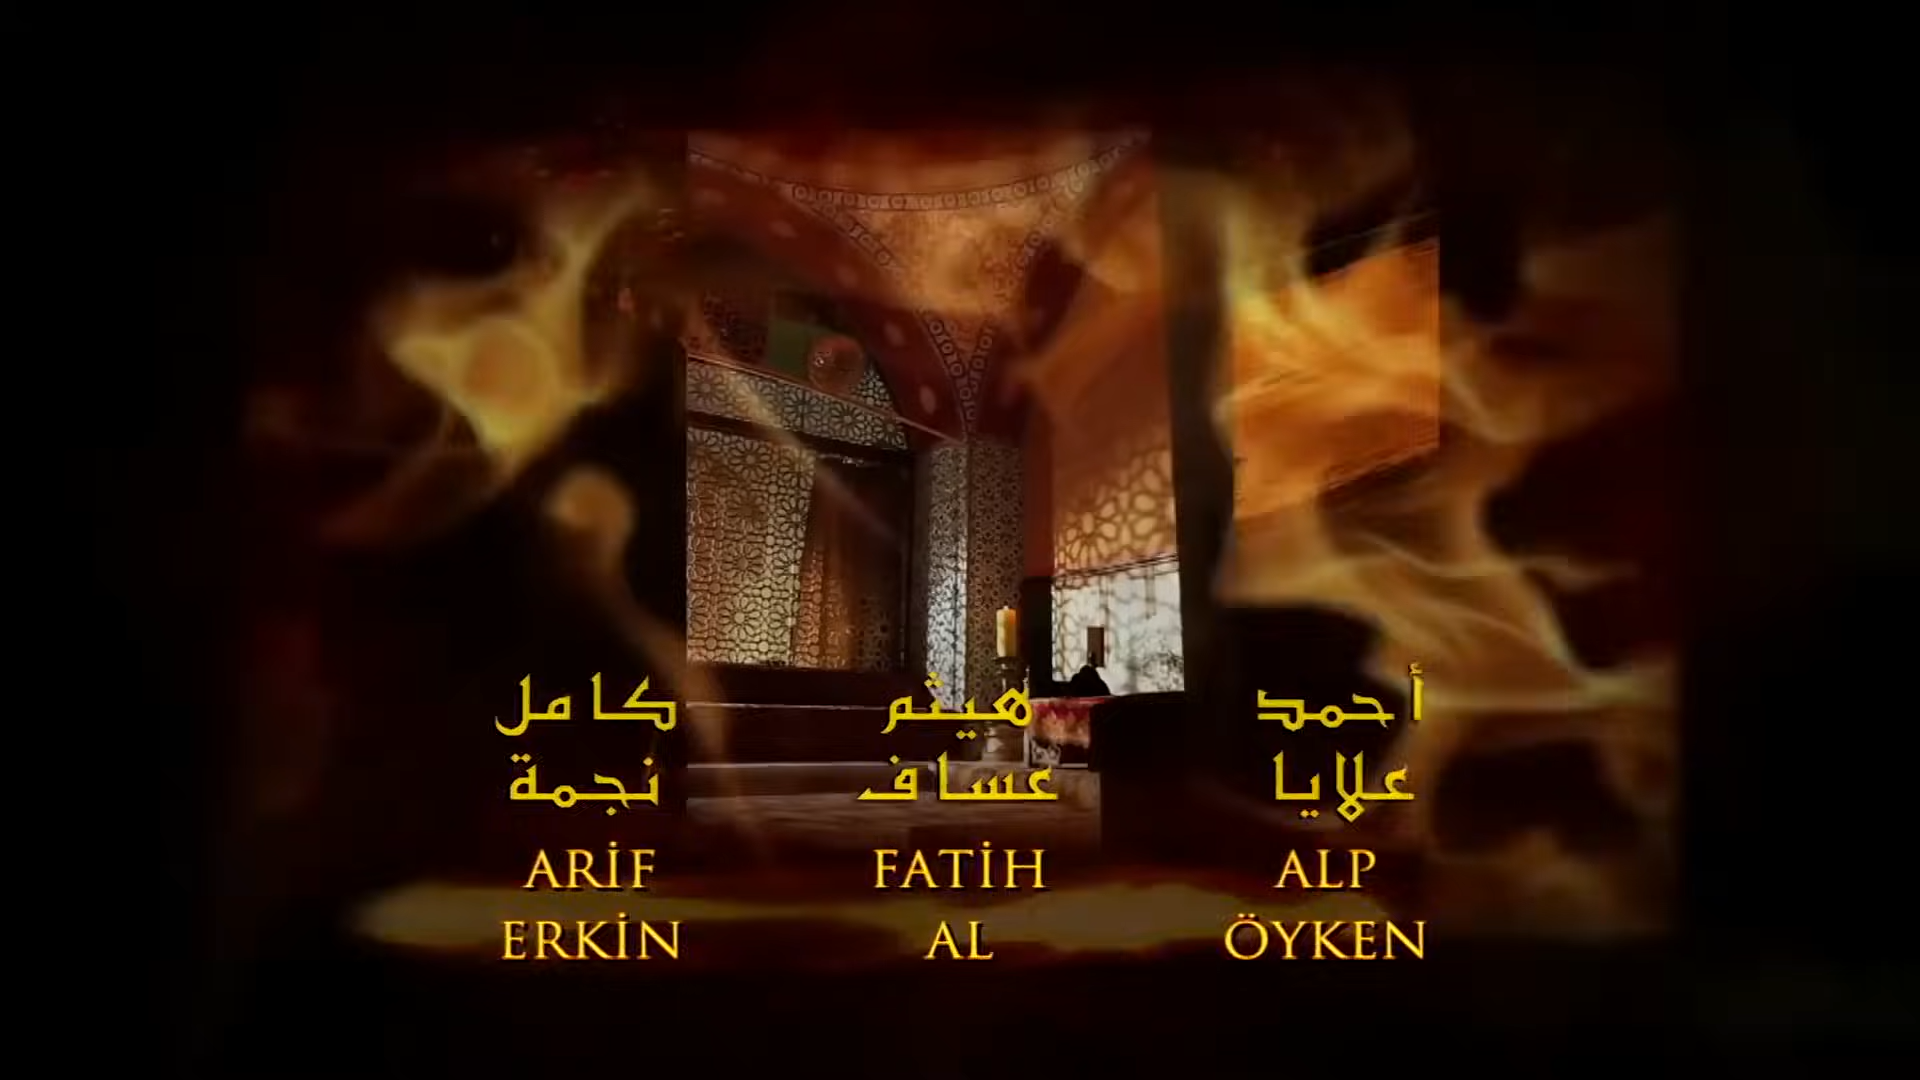 كامل
نجمة
ARİF
ERKİN
هيثم
عساف
FATİH
AL
أحمد
علايا
ALP
ÖYKEN